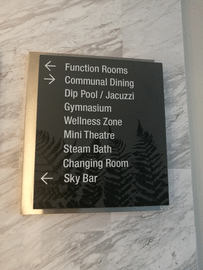 ← Function Rooms
→ Communal Dining
Dip Pool / Jacuzzi
Gymnasium
Wellness Zone
Mini Theatre
Steam Bath
Changing Room
← Sky Bar